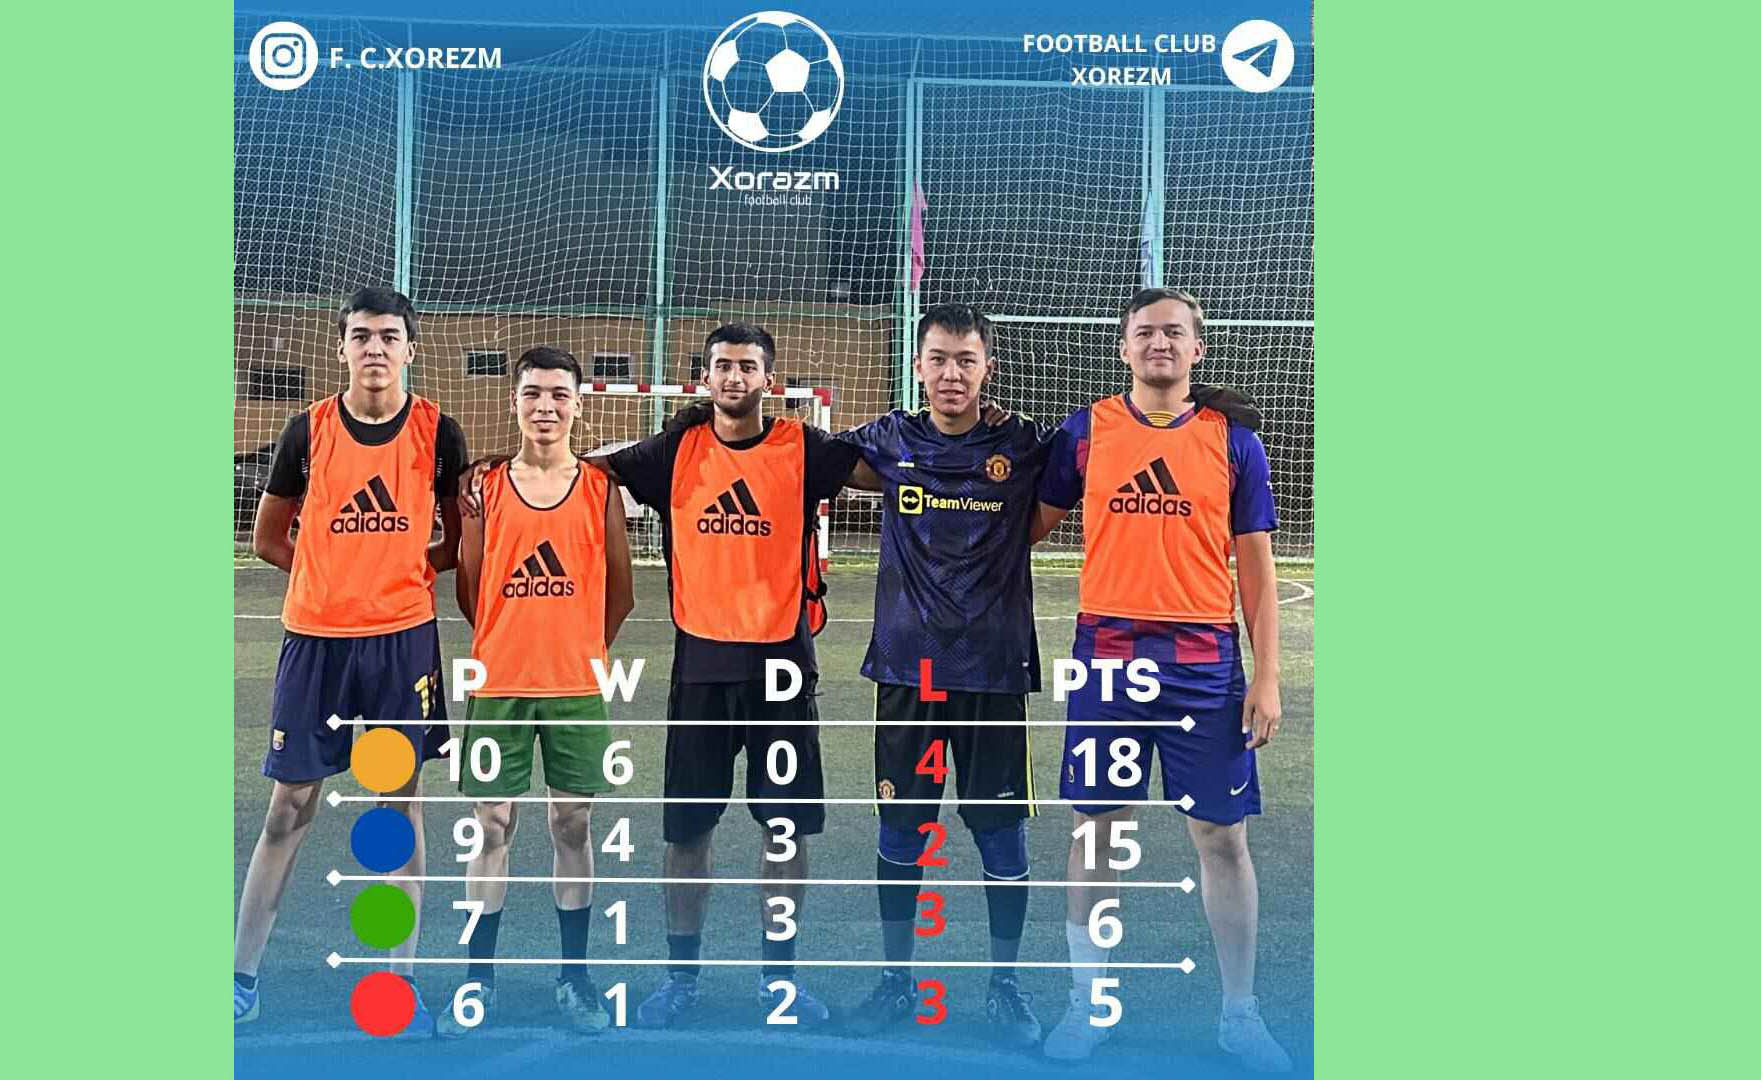 F. C.XOREZM
FOOTBALL CLUB
XOREZM
Xorazm
football club
adidas
adidas
adidas
TeamViewer
adidas
P W D L PTS
10 6 0 4 18
9 4 3 2 15
7 1 3 3 6
6 1 2 3 5